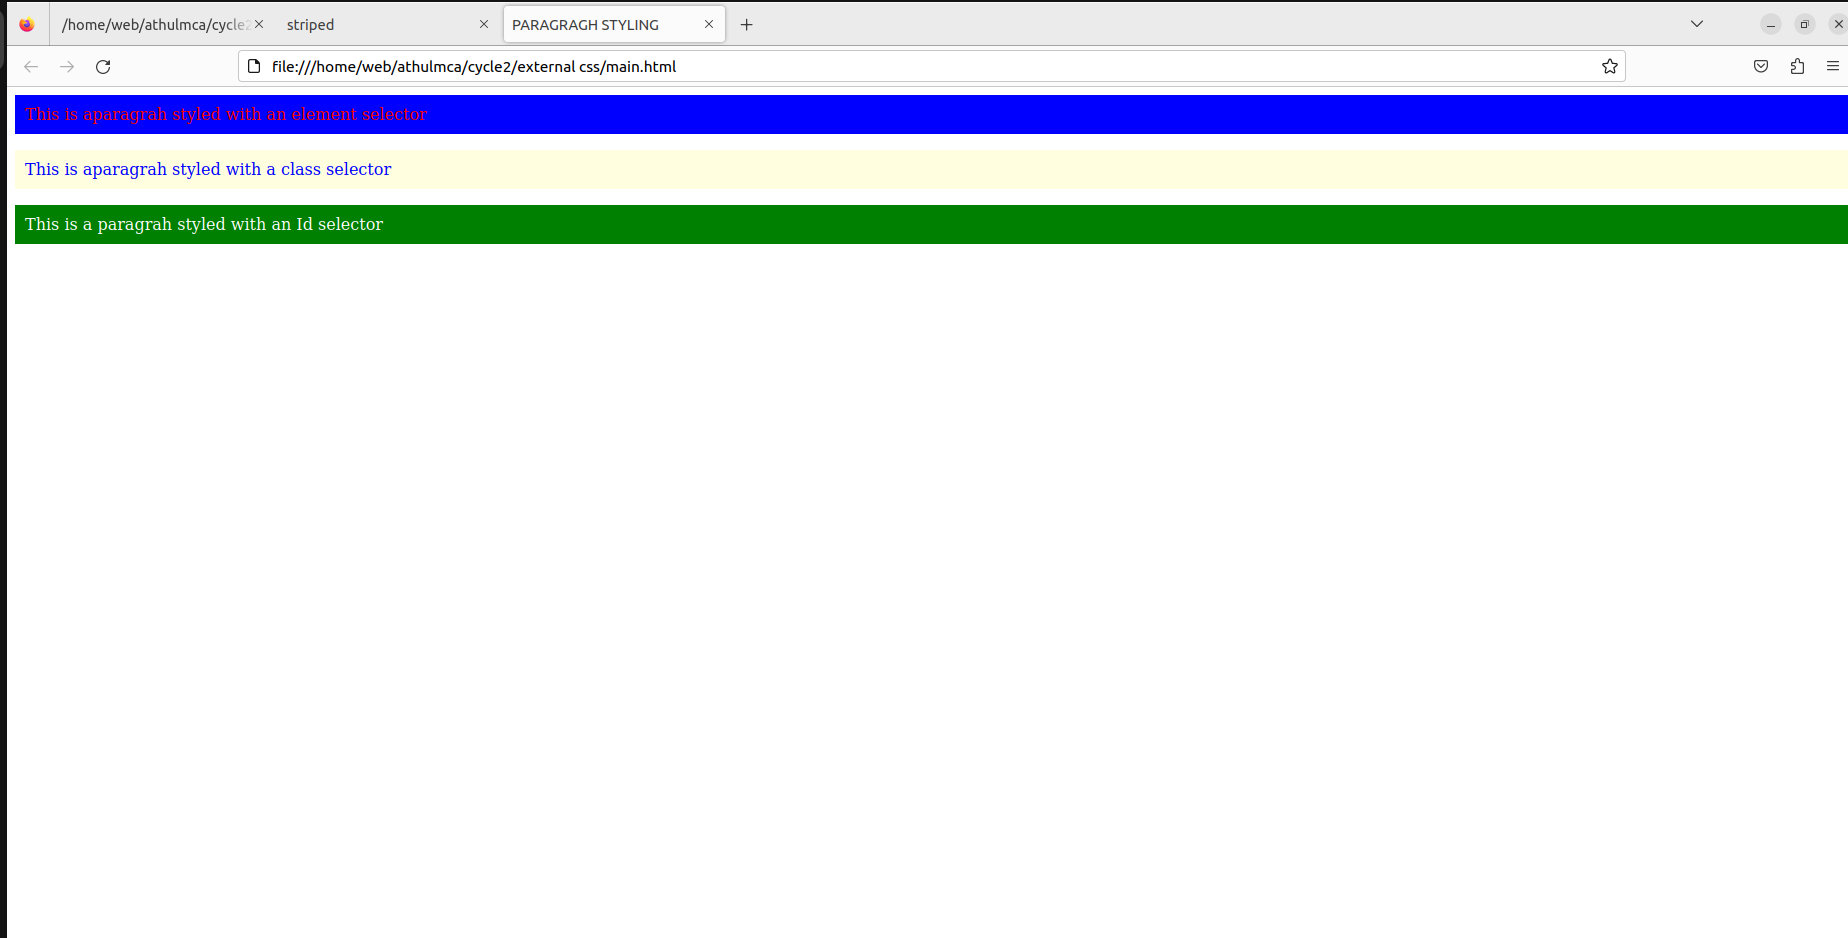 /home/web/athulmca/cycle2
striped
PARAGRAGH STYLING
file:///home/web/athulmca/cycle2/external css/main.html
This is aparagrah styled with an element selector
This is aparagrah styled with a class selector
This is a paragrah styled with an Id selector